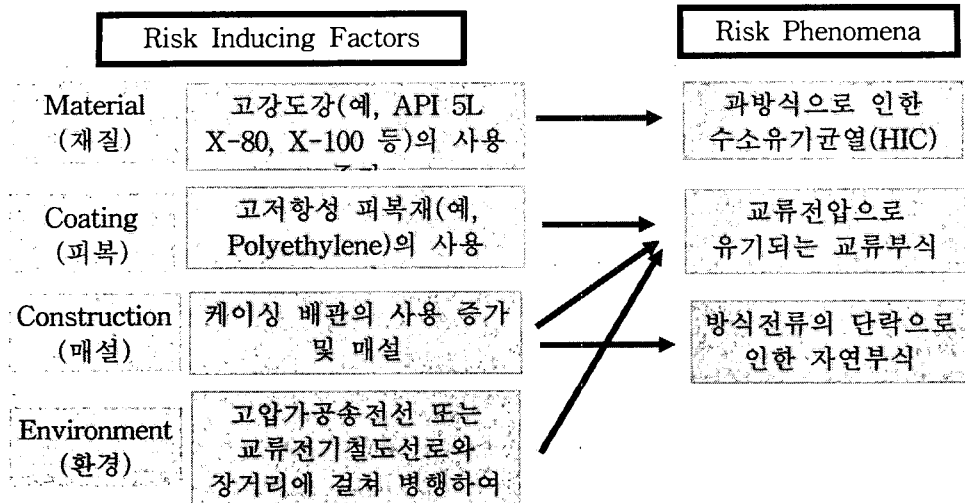 Risk Inducing Factors
Risk Phenomena
Material
(재질)
고강도강(예, API 5L
X-80, X-100 등)의 사용
과방식으로 인한
수소유기균열(HIC)
Coating
(피복)
고저항성 피복재(예,
Polyethylene)의 사용
교류전압으로
유기되는 교류부식
Construction
(매설)
케이싱 배관의 사용 증가
및 매설
방식전류의 단락으로
인한 자연부식
Environment
(환경)
고압가공송전선 또는
교류전기철도선로와
장거리에 걸쳐 병행하여